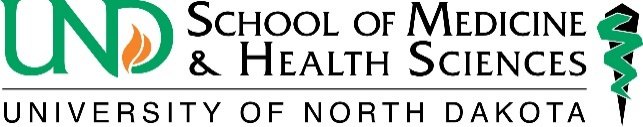 UND SCHOOL OF MEDICINE
& HEALTH SCIENCES
UNIVERSITY OF NORTH DAKOTA